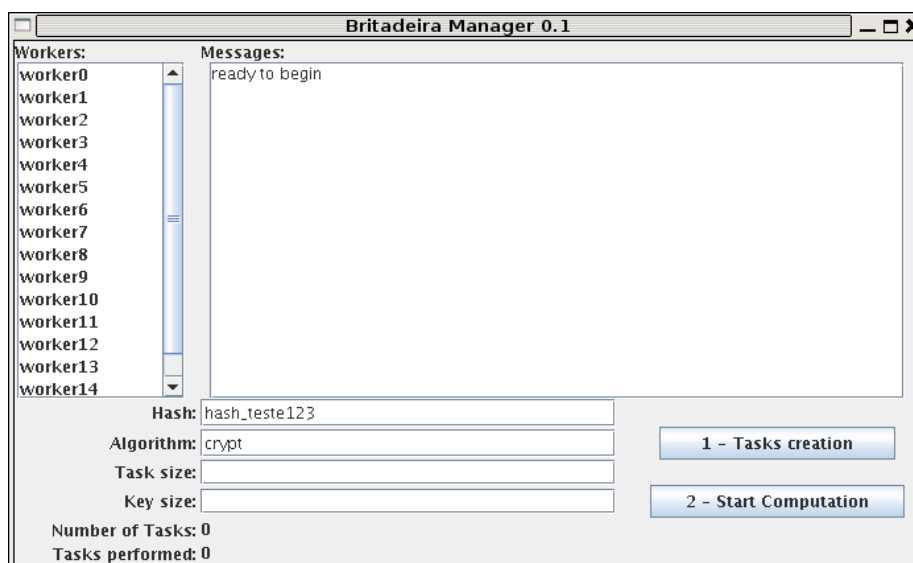 Britadeira Manager 0.1
Workers:
Messages:
worker0
worker1
worker2
worker3
worker4
worker5
worker6
worker7
worker8
worker9
worker10
worker11
worker12
worker13
worker14
ready to begin
Hash: hash_teste123
Algorithm: crypt
Task size:
Key size:
1 - Tasks creation
2 - Start Computation
Number of Tasks: 0
Tasks performed: 0